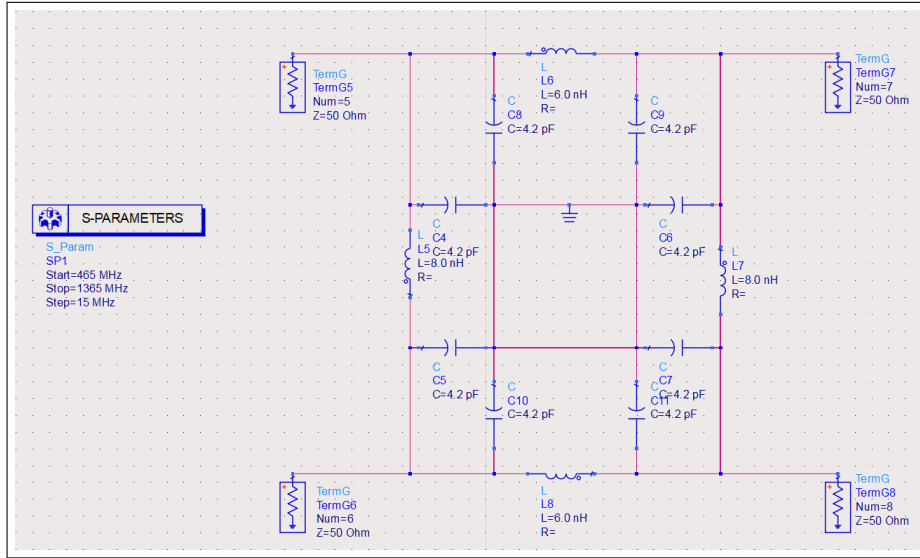 TermG
TermG5
Num=5
Z=50 Ohm
L
L6
L=6.0 nH
R=
C
C8
C=4.2 pF
C
C9
C=4.2 pF
TermG
TermG7
Num=7
Z=50 Ohm
S-PARAMETERS
S_Param
SP1
Start=465 MHz
Stop=1365 MHz
Step=15 MHz
C
C4
C=4.2 pF
L
L5
L=8.0 nH
R=
C
C6
C=4.2 pF
L
L7
L=8.0 nH
R=
C
C5
C=4.2 pF
C
C10
C=4.2 pF
C
C7
C=4.2 pF
C
C11
C=4.2 pF
TermG
TermG6
Num=6
Z=50 Ohm
L
L8
L=6.0 nH
R=
TermG
TermG8
Num=8
Z=50 Ohm